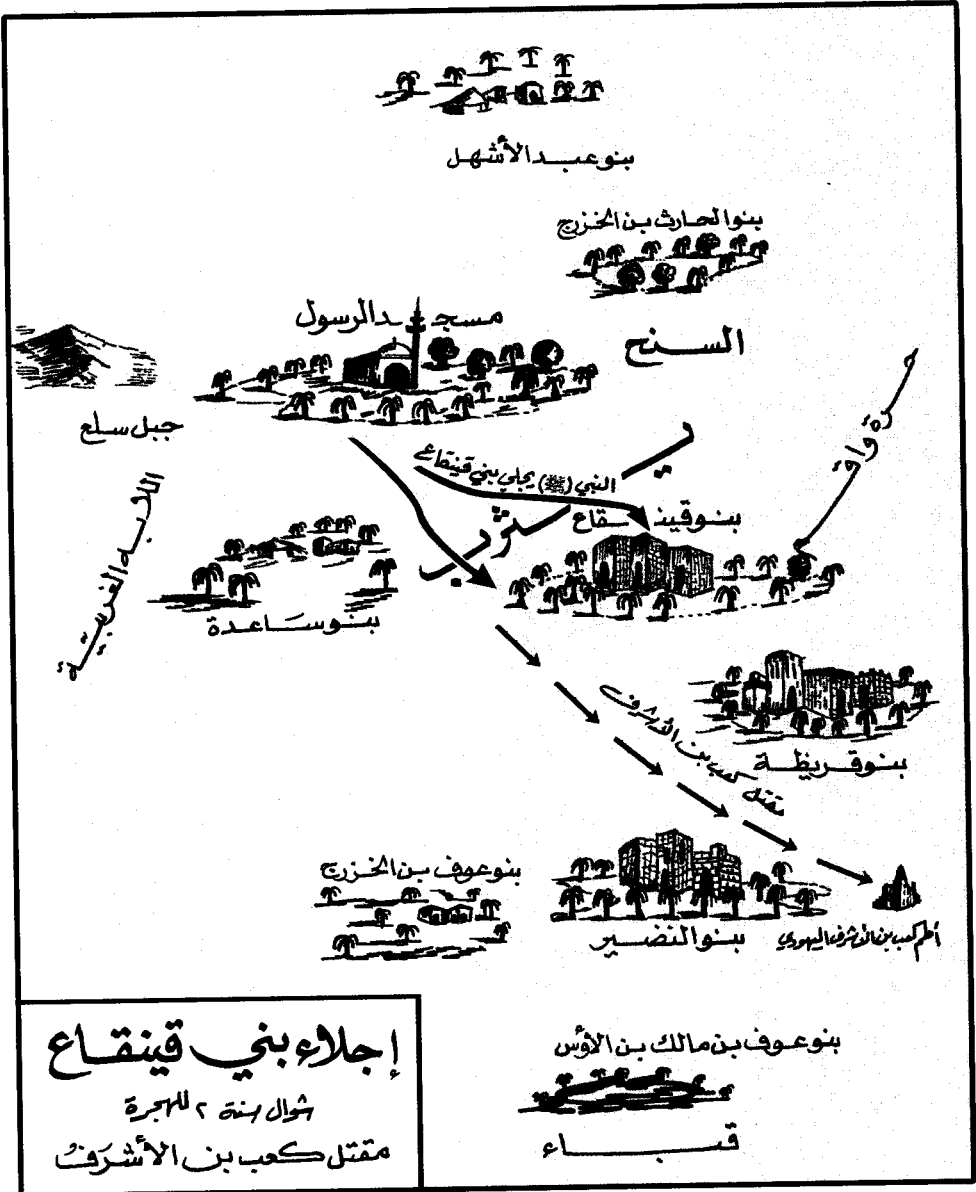 بنو عبد الأشهل
بنوالحارث بن الخزرج
مسجد الرسول
السنح
جبل سلع
حرة واقم
النبي (ﷺ) يجلي بني قينقاع
يثرب
بنو قينقاع
اللابه الغربية
بنو ساعدة
بنو قريظة
مقتل كعب بن الأشرف
بنو عوف بن الخزرج
بنو النضير
أطم كعب بن الأشرف اليهودي
بنو عوف بن مالك بن الأوس
قباء
إجلاء بني قينقاع
شوال سنة ٢ للهجرة
مقتل كعب بن الأشرف